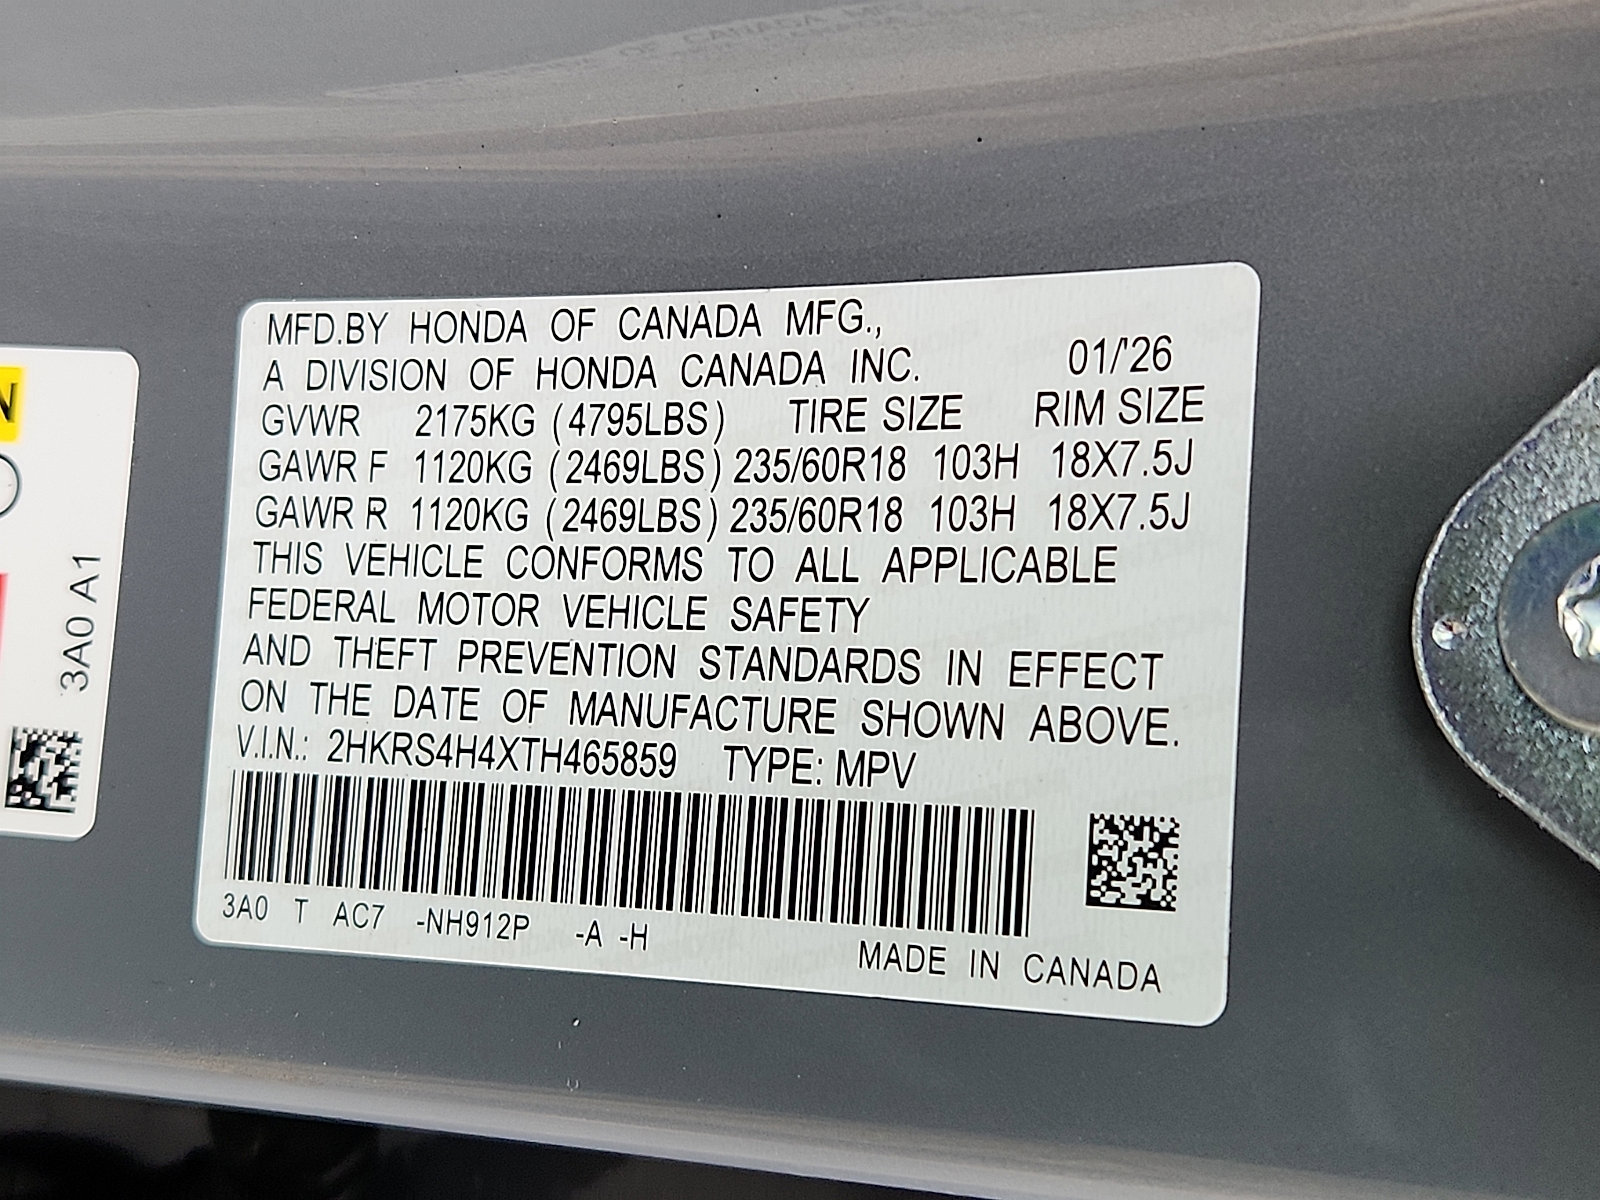 MFD.BY HONDA OF CANADA MFG.,
A DIVISION OF HONDA CANADA INC. 01/'26
GVWR 2175KG (4795LBS) TIRE SIZE RIM SIZE
GAWR F 1120KG (2469LBS) 235/60R18 103H 18X7.5J
GAWR R 1120KG (2469LBS) 235/60R18 103H 18X7.5J
THIS VEHICLE CONFORMS TO ALL APPLICABLE
FEDERAL MOTOR VEHICLE SAFETY
AND THEFT PREVENTION STANDARDS IN EFFECT
ON THE DATE OF MANUFACTURE SHOWN ABOVE.
V.I.N.: 2HKRS4H4XTH465859 TYPE: MPV
3A0 T AC7 -NH912P -A -H
MADE IN CANADA
3A0 A1